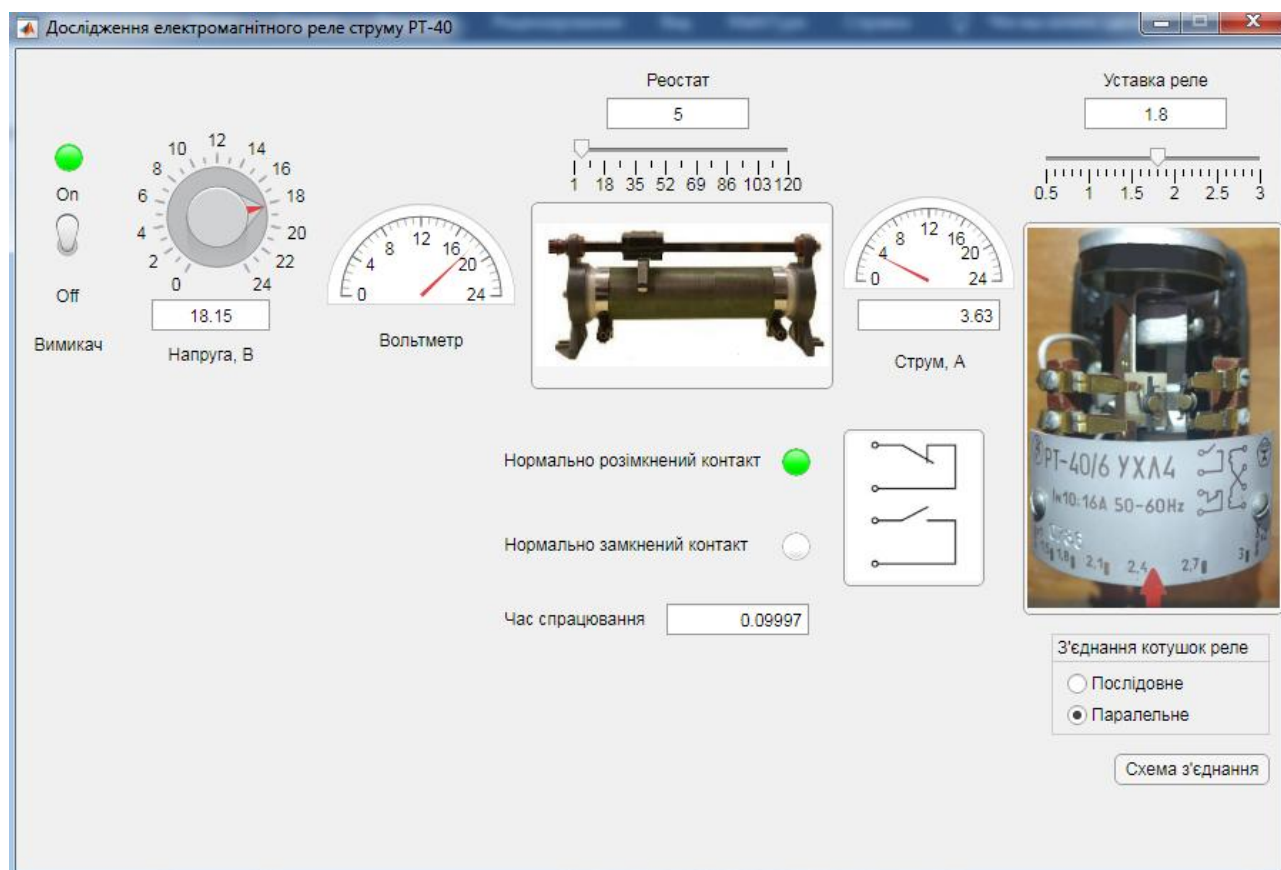 Дослідження електромагнітного реле струму РТ-40
Реостат
5
1 18 35 52 69 86 103 120
Уставка реле
1.8
0.5 1 1.5 2 2.5 3
On
Off
Вимикач
0 2 4 6 8 10 12 14 16 18 20 22 24
18.15
Напруга, В
0 4 8 12 16 20 24
Вольтметр
0 4 8 12 16 20 24
3.63
Струм, А
РТ-40/6 УХЛ4
Iн10:16А 50-60Hz
1,8 2,1 2,4 2,7 3
Нормально розімкнений контакт
Нормально замкнений контакт
Час спрацювання
0.09997
З'єднання котушок реле
Послідовне
Паралельне
Схема з'єднання